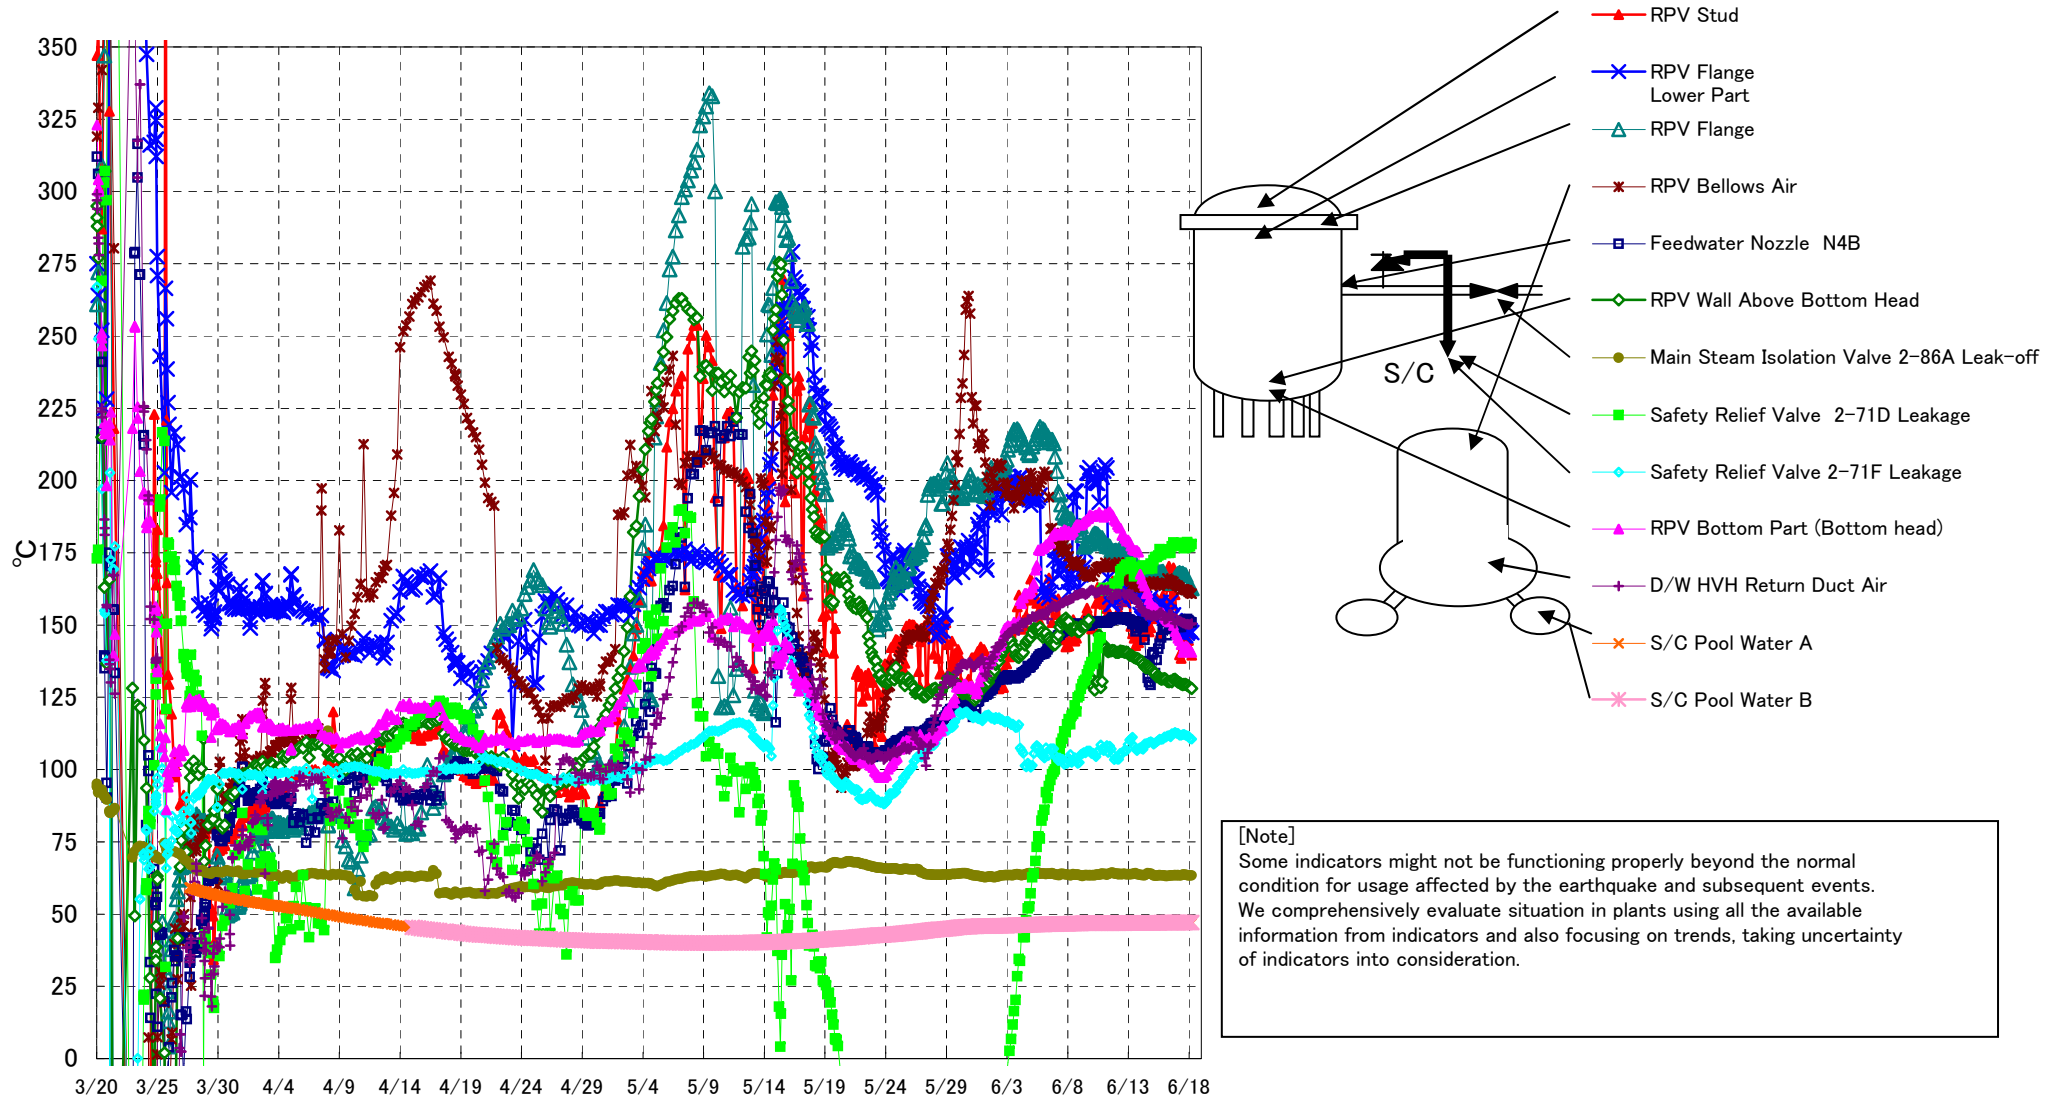 350
325
300
275
250
225
200
175
150
125
100
75
50
25
0
°C
3/20 3/25 3/30 4/4 4/9 4/14 4/19 4/24 4/29 5/4 5/9 5/14 5/19 5/24 5/29 6/3 6/8 6/13 6/18
RPV Stud
RPV Flange
Lower Part
RPV Flange
RPV Bellows Air
Feedwater Nozzle N4B
RPV Wall Above Bottom Head
Main Steam Isolation Valve 2-86A Leak-off
Safety Relief Valve 2-71D Leakage
Safety Relief Valve 2-71F Leakage
RPV Bottom Part (Bottom head)
D/W HVH Return Duct Air
S/C Pool Water A
S/C Pool Water B
S/C
[Note]
Some indicators might not be functioning properly beyond the normal
condition for usage affected by the earthquake and subsequent events.
We comprehensively evaluate situation in plants using all the available
information from indicators and also focusing on trends, taking uncertainty
of indicators into consideration.